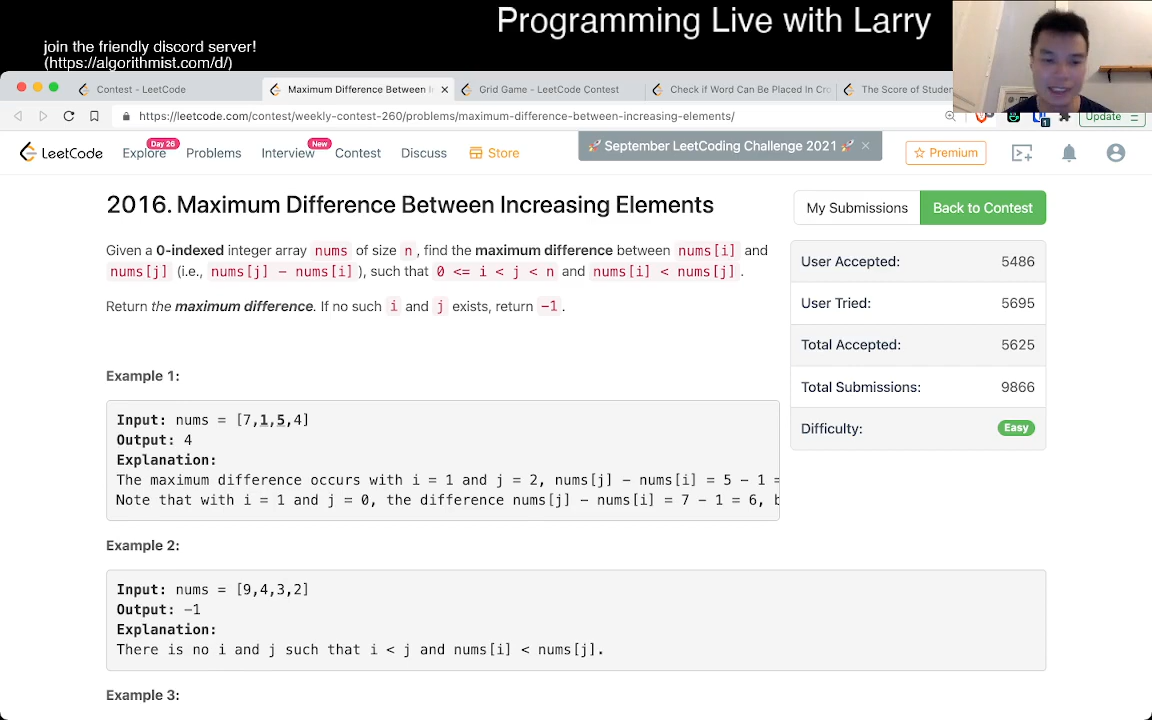 Programming Live with Larry
join the friendly discord server!
(https://algorithmist.com/d/)
Contest - LeetCode
Maximum Difference Between I
Grid Game - LeetCode Contest
Check if Word Can Be Placed In Cro
The Score of Studen
https://leetcode.com/contest/weekly-contest-260/problems/maximum-difference-between-increasing-elements/
1
Update
LeetCode
Explore
Day 26
Problems
Interview
New
Contest
Discuss
Store
🚀 September LeetCoding Challenge 2021 🚀
Premium
2016. Maximum Difference Between Increasing Elements
My Submissions
Back to Contest
Given a 0-indexed integer array nums of size n, find the maximum difference between nums[i] and
nums[j] (i.e., nums[j] - nums[i]), such that 0 <= i < j < n and nums[i] < nums[j].
Return the maximum difference. If no such i and j exists, return -1.
User Accepted: 5486
User Tried: 5695
Total Accepted: 5625
Total Submissions: 9866
Difficulty: Easy
Example 1:
Input: nums = [7,1,5,4]
Output: 4
Explanation:
The maximum difference occurs with i = 1 and j = 2, nums[j] - nums[i] = 5 - 1 =
Note that with i = 1 and j = 0, the difference nums[j] - nums[i] = 7 - 1 = 6, b
Example 2:
Input: nums = [9,4,3,2]
Output: -1
Explanation:
There is no i and j such that i < j and nums[i] < nums[j].
Example 3: